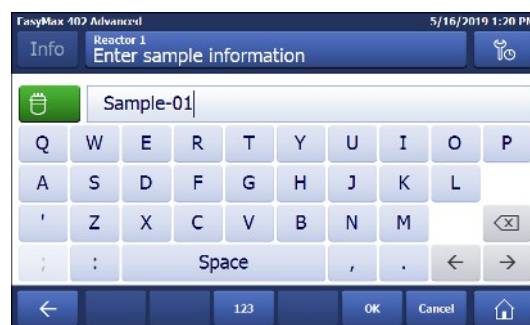 EasyMax 402 Advanced 5/16/2019 1:20 PM
Info
Reactor 1
Enter sample information
Sample-01
Q W E R T Y U I O P
A S D F G H J K L
' Z X C V B N M
; : Space , .
123 OK Cancel